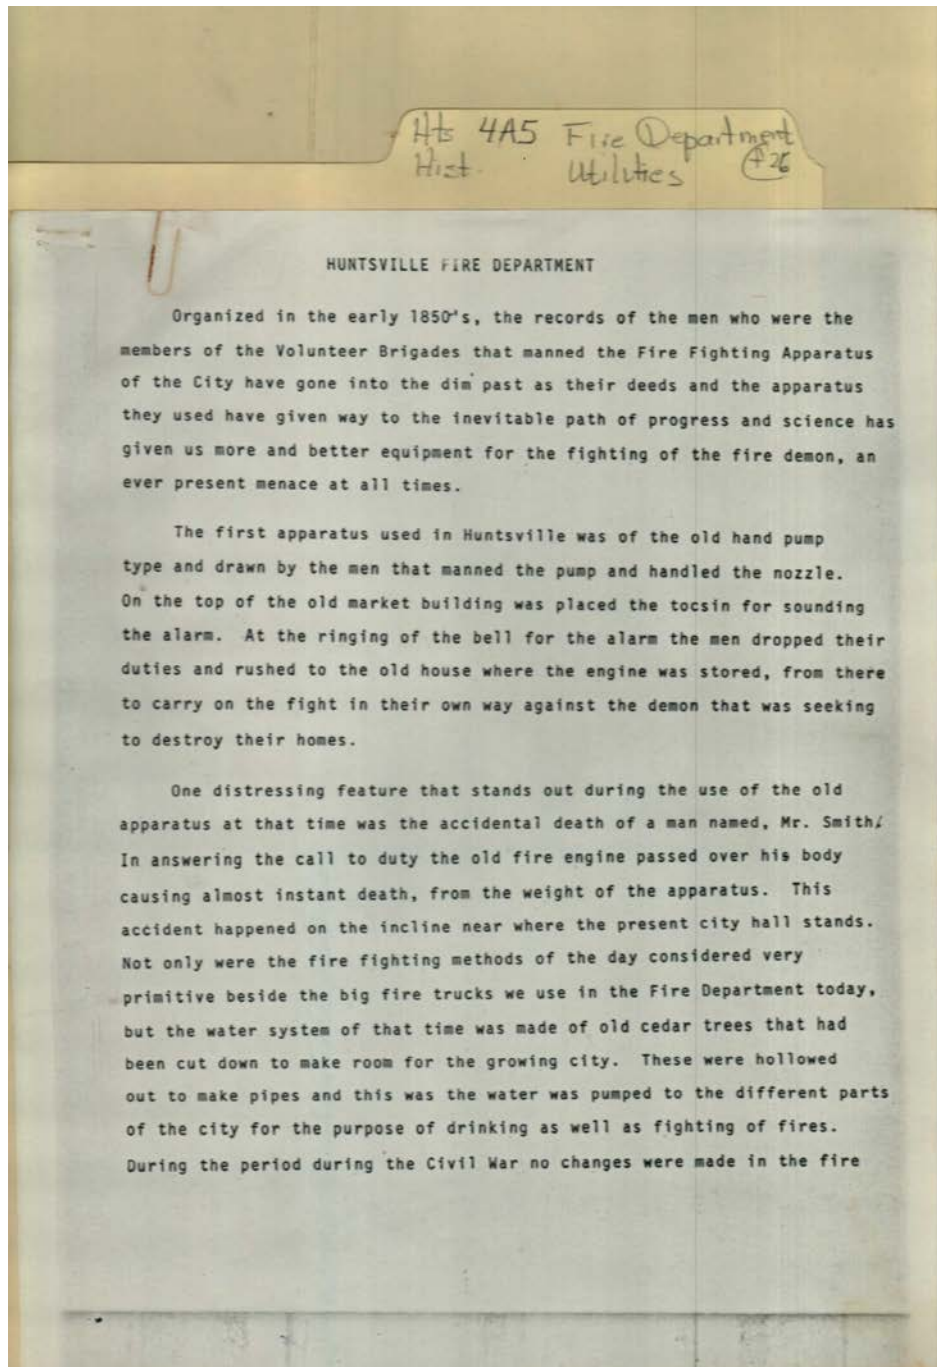 Hts 4A5 Fire Department
Hist. Utilities #26
HUNTSVILLE FIRE DEPARTMENT
Organized in the early 1850's, the records of the men who were the
members of the Volunteer Brigades that manned the Fire Fighting Apparatus
of the City have gone into the dim past as their deeds and the apparatus
they used have given way to the inevitable path of progress and science has
given us more and better equipment for the fighting of the fire demon, an
ever present menace at all times.
The first apparatus used in Huntsville was of the old hand pump
type and drawn by the men that manned the pump and handled the nozzle.
On the top of the old market building was placed the tocsin for sounding
the alarm. At the ringing of the bell for the alarm the men dropped their
duties and rushed to the old house where the engine was stored, from there
to carry on the fight in their own way against the demon that was seeking
to destroy their homes.
One distressing feature that stands out during the use of the old
apparatus at that time was the accidental death of a man named, Mr. Smith.
In answering the call to duty the old fire engine passed over his body
causing almost instant death, from the weight of the apparatus. This
accident happened on the incline near where the present city hall stands.
Not only were the fire fighting methods of the day considered very
primitive beside the big fire trucks we use in the Fire Department today,
but the water system of that time was made of old cedar trees that had
been cut down to make room for the growing city. These were hollowed
out to make pipes and this was the water was pumped to the different parts
of the city for the purpose of drinking as well as fighting of fires.
During the period during the Civil War no changes were made in the fire